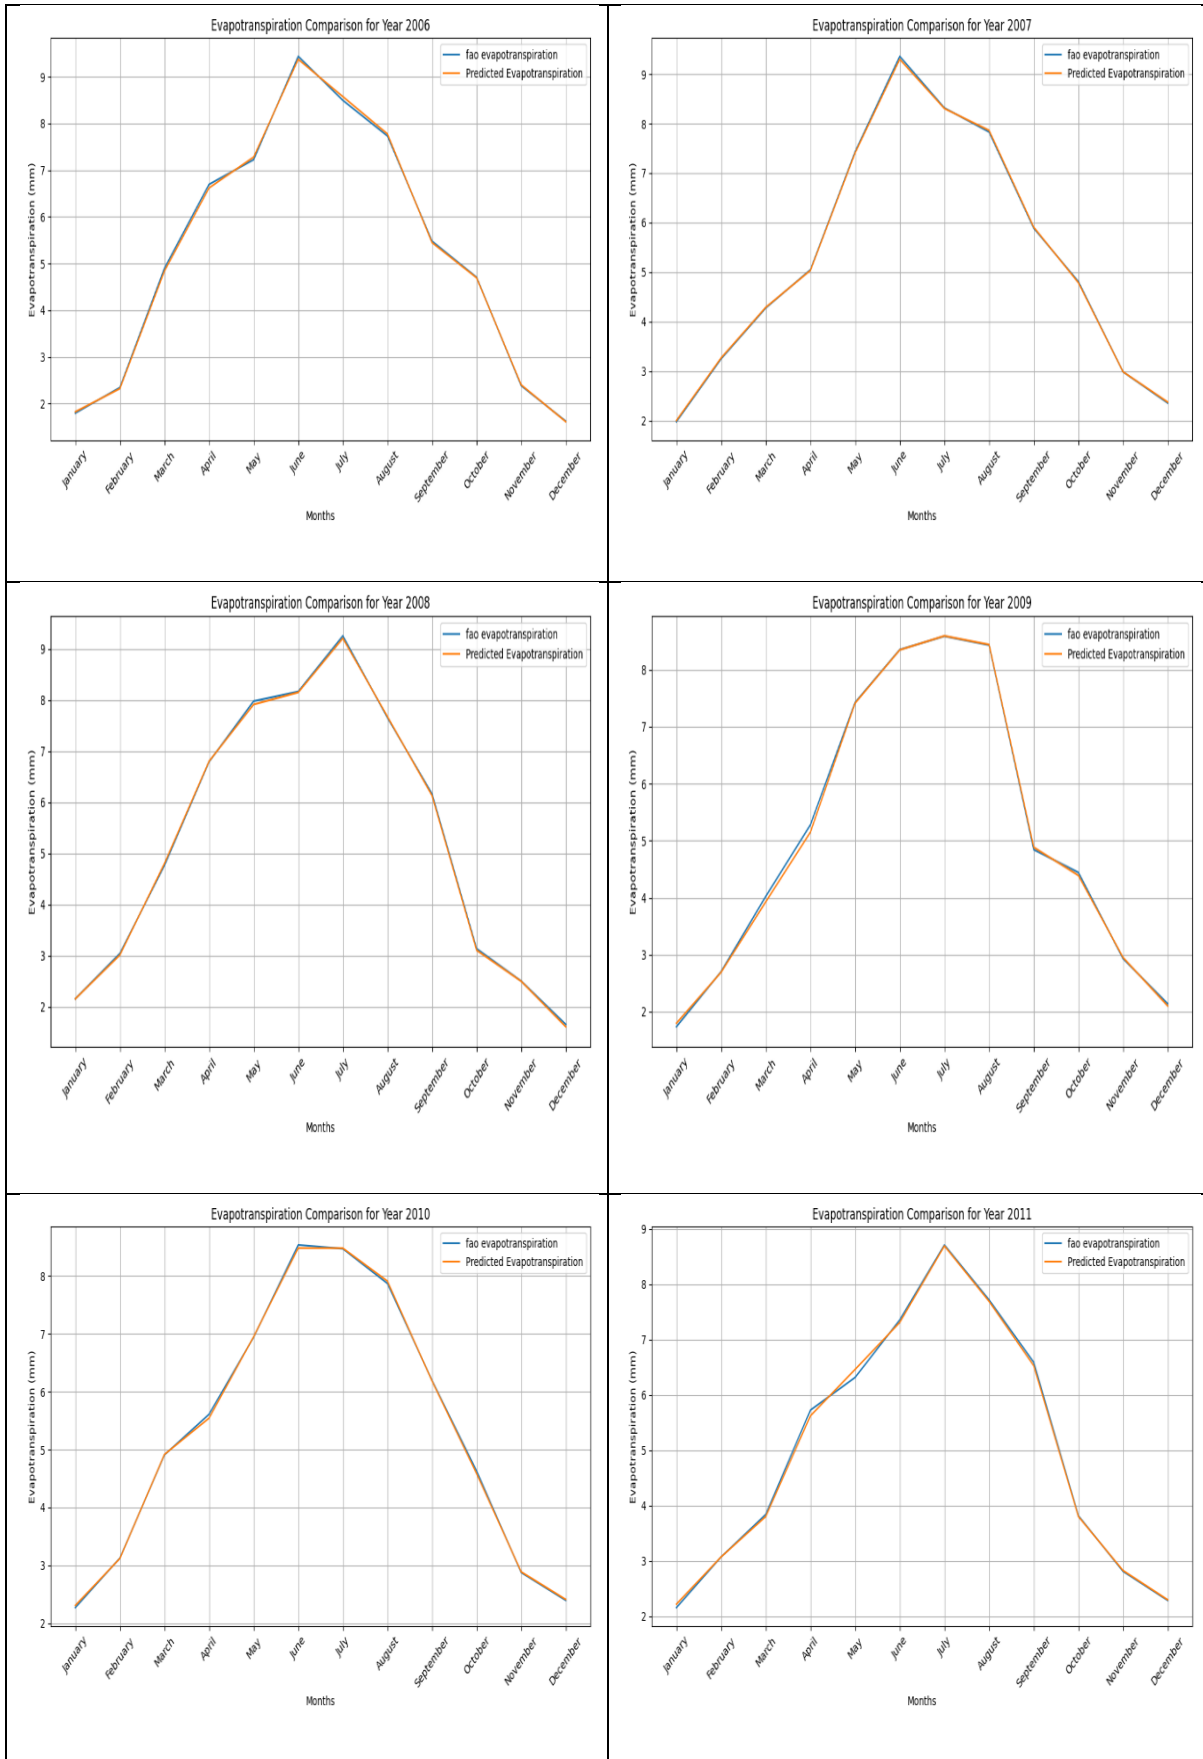 Evapotranspiration Comparison for Year 2006
fao evapotranspiration
Predicted Evapotranspiration
Evapotranspiration (mm)
9
8
7
6
5
4
3
2
January
February
March
April
May
June
July
August
September
October
November
December
Months
Evapotranspiration Comparison for Year 2007
fao evapotranspiration
Predicted Evapotranspiration
Evapotranspiration (mm)
9
8
7
6
5
4
3
2
January
February
March
April
May
June
July
August
September
October
November
December
Months
Evapotranspiration Comparison for Year 2008
fao evapotranspiration
Predicted Evapotranspiration
Evapotranspiration (mm)
9
8
7
6
5
4
3
2
January
February
March
April
May
June
July
August
September
October
November
December
Months
Evapotranspiration Comparison for Year 2009
fao evapotranspiration
Predicted Evapotranspiration
Evapotranspiration (mm)
8
7
6
5
4
3
2
January
February
March
April
May
June
July
August
September
October
November
December
Months
Evapotranspiration Comparison for Year 2010
fao evapotranspiration
Predicted Evapotranspiration
Evapotranspiration (mm)
8
7
6
5
4
3
2
January
February
March
April
May
June
July
August
September
October
November
December
Months
Evapotranspiration Comparison for Year 2011
fao evapotranspiration
Predicted Evapotranspiration
Evapotranspiration (mm)
9
8
7
6
5
4
3
2
January
February
March
April
May
June
July
August
September
October
November
December
Months